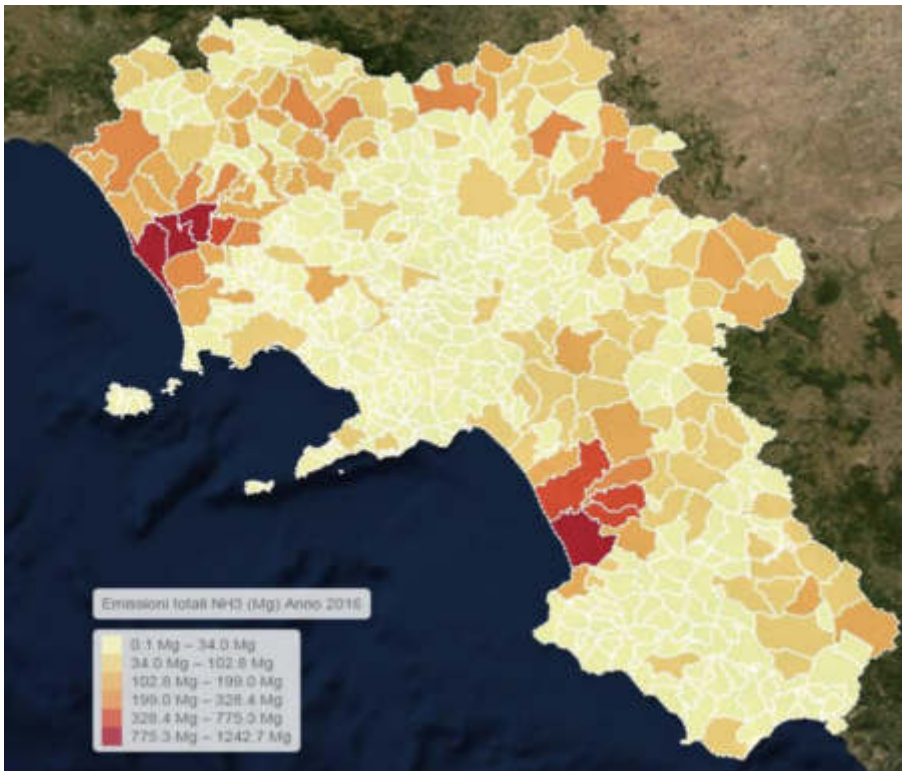 Emissioni totali NH3 (Mg) Anno 2016
0.1 Mg – 34.0 Mg
34.0 Mg – 102.8 Mg
102.8 Mg – 199.0 Mg
199.0 Mg – 328.4 Mg
328.4 Mg – 775.3 Mg
775.3 Mg – 1242.7 Mg